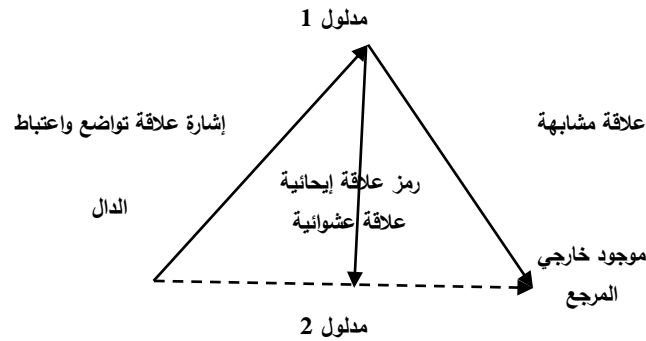 مدلول 1
إشارة علاقة تواضع واعتباط
علاقة مشابهة
رمز علاقة إيحائية
علاقة عشوائية
الدال
موجود خارجي
المرجع
مدلول 2